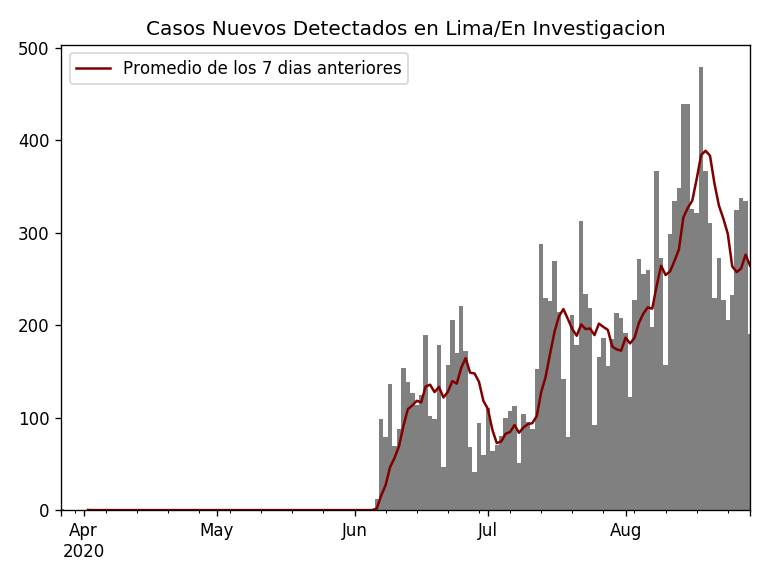 Casos Nuevos Detectados en Lima/En Investigacion
Promedio de los 7 dias anteriores
500
400
300
200
100
0
Apr
2020
May
Jun
Jul
Aug